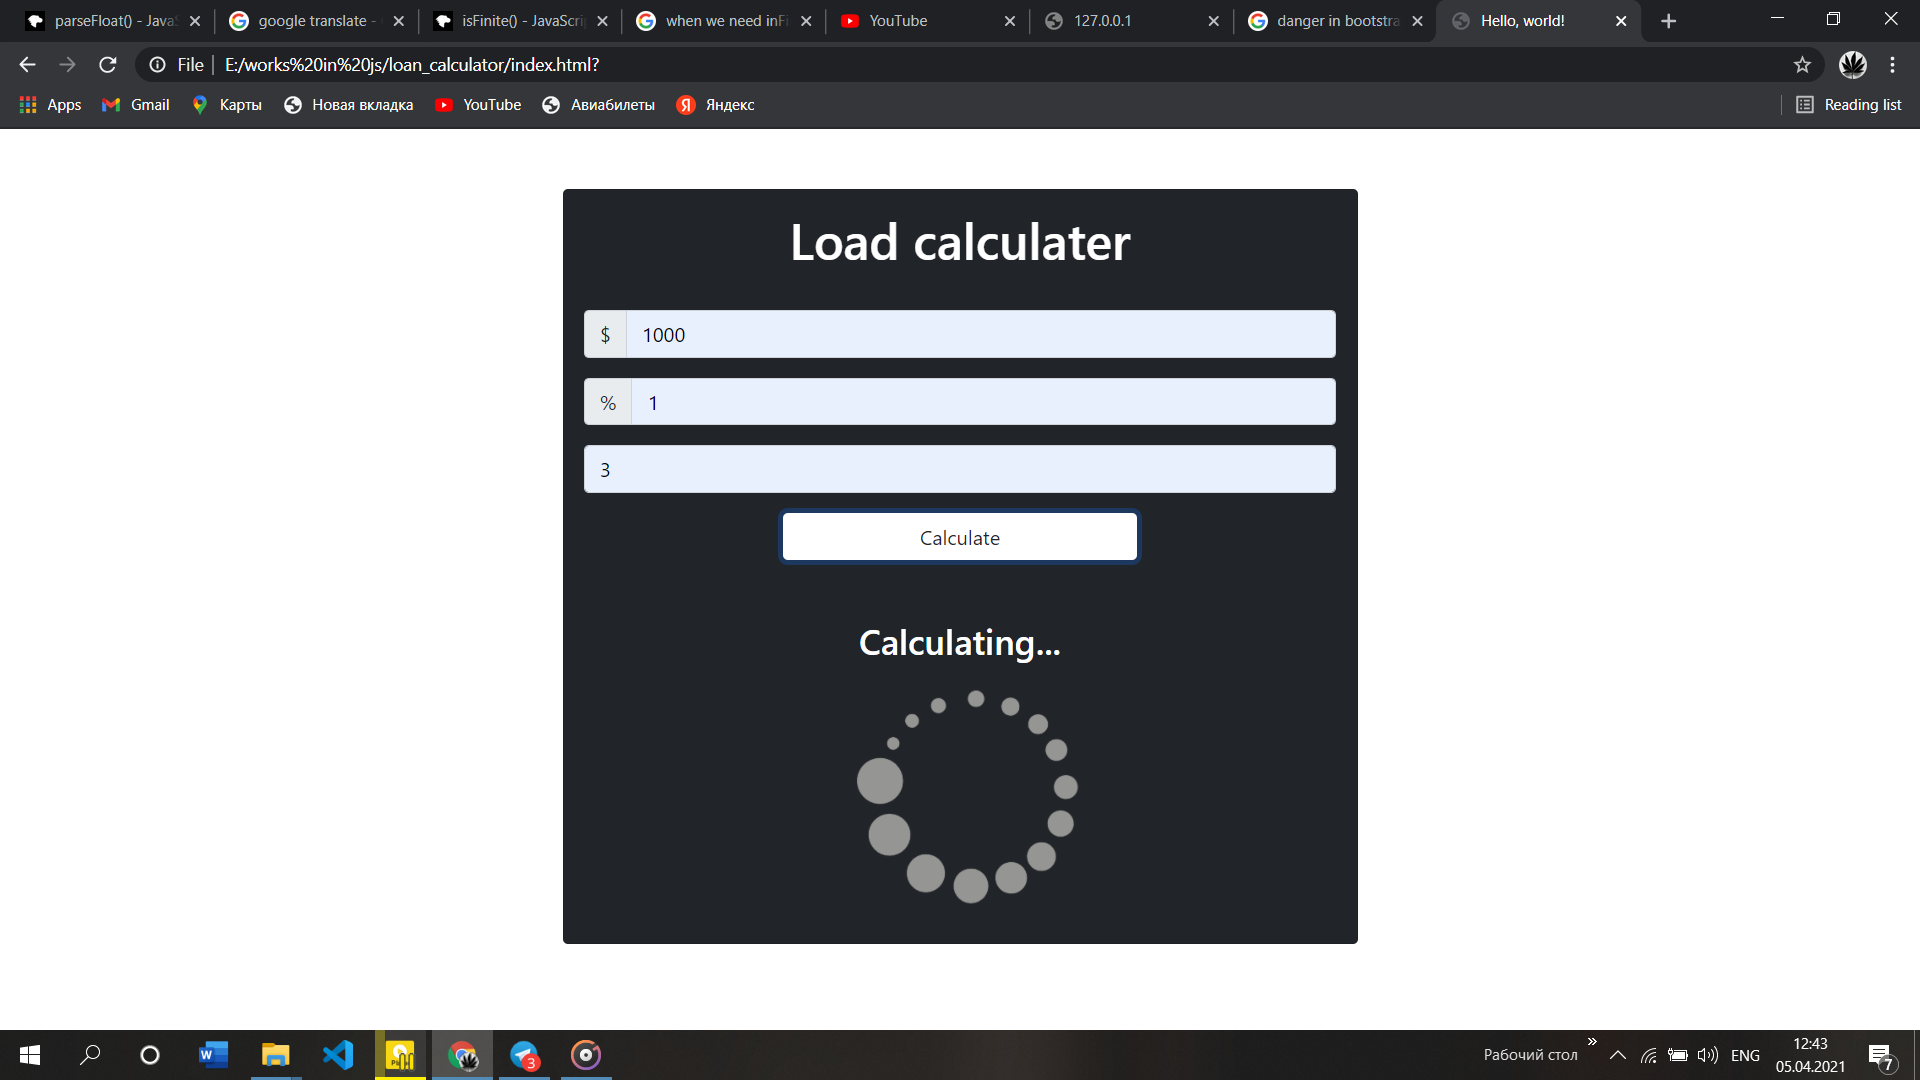 parseFloat() - JavaS
google translate -
isFinite() - JavaScri
when we need inFi
YouTube
127.0.0.1
danger in bootstra
Hello, world!
File
E:/works%20in%20js/loan_calculator/index.html?
Apps
Gmail
Карты
Новая вкладка
YouTube
Авиабилеты
Яндекс
Reading list
Load calculater
$ 1000
% 1
3
Calculate
Calculating...
Рабочий стол
ENG
12:43
05.04.2021
3
7